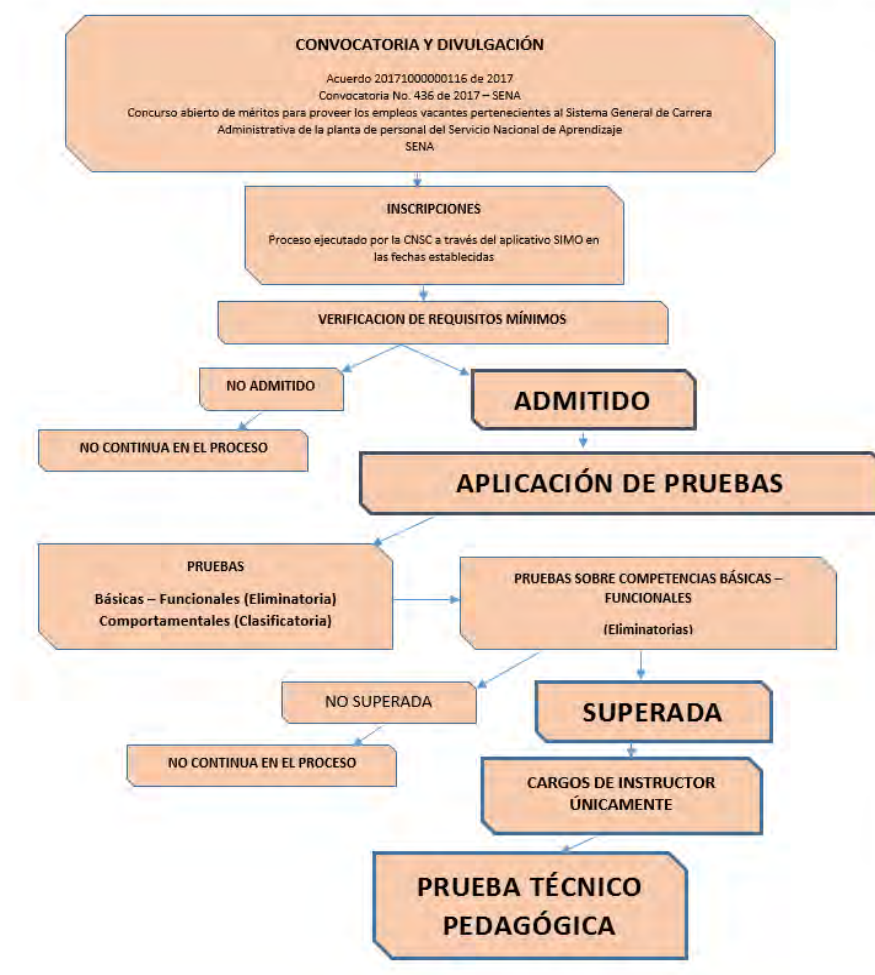 CONVOCATORIA Y DIVULGACIÓN
Acuerdo 20171000000116 de 2017
Convocatoria No. 436 de 2017 – SENA
Concurso abierto de méritos para proveer los empleos vacantes pertenecientes al Sistema General de Carrera
Administrativa de la planta de personal del Servicio Nacional de Aprendizaje
SENA
INSCRIPCIONES
Proceso ejecutado por la CNSC a través del aplicativo SIMO en
las fechas establecidas
VERIFICACION DE REQUISITOS MÍNIMOS
NO ADMITIDO
ADMITIDO
NO CONTINUA EN EL PROCESO
APLICACIÓN DE PRUEBAS
PRUEBAS
Básicas – Funcionales (Eliminatoria)
Comportamentales (Clasificatoria)
PRUEBAS SOBRE COMPETENCIAS BÁSICAS –
FUNCIONALES
(Eliminatorias)
NO SUPERADA
SUPERADA
NO CONTINUA EN EL PROCESO
CARGOS DE INSTRUCTOR
ÚNICAMENTE
PRUEBA TÉCNICO
PEDAGÓGICA